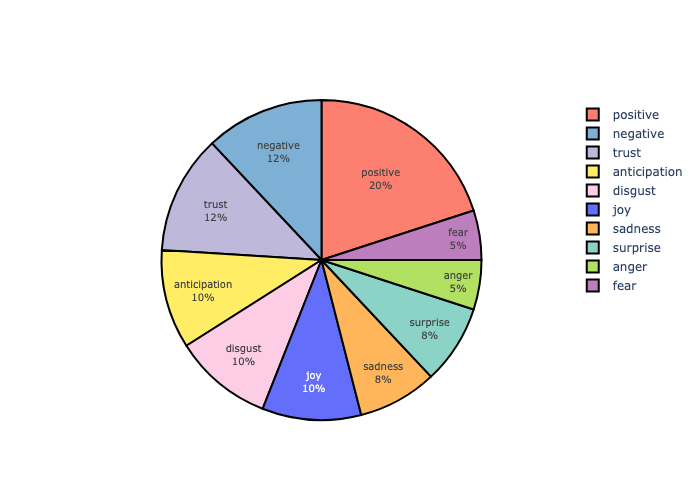 positive
20%
negative
12%
trust
12%
anticipation
10%
disgust
10%
joy
10%
sadness
8%
surprise
8%
anger
5%
fear
5%
positive
negative
trust
anticipation
disgust
joy
sadness
surprise
anger
fear